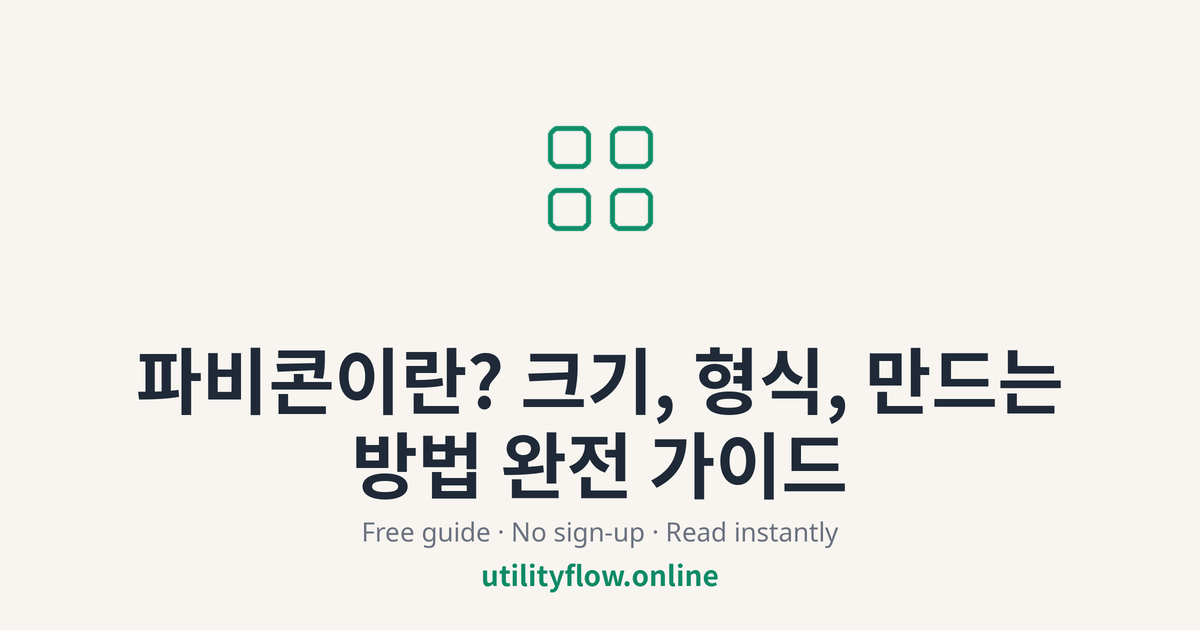 파비콘이란? 크기, 형식, 만드는
방법 완전 가이드
Free guide · No sign-up · Read instantly
utilityflow.online